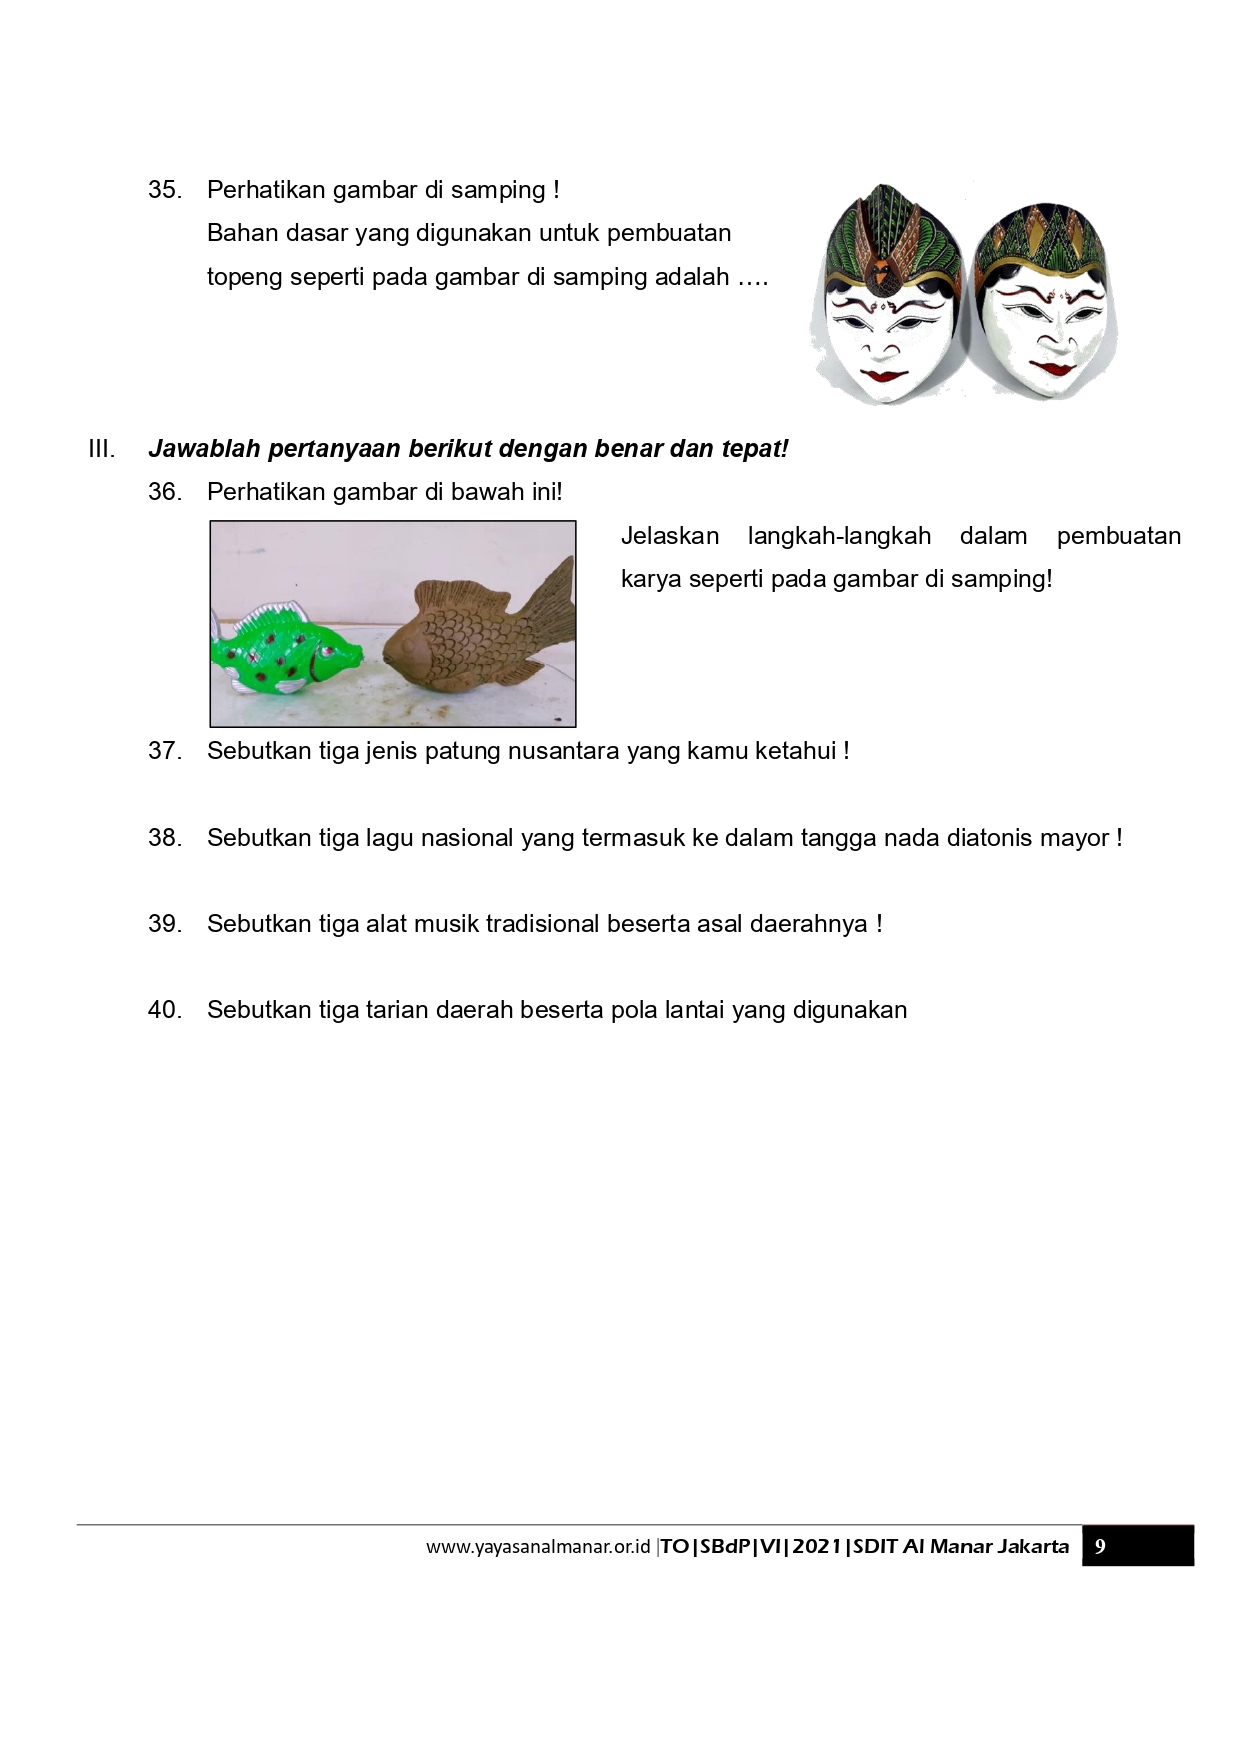 35. Perhatikan gambar di samping !
Bahan dasar yang digunakan untuk pembuatan
topeng seperti pada gambar di samping adalah ….
III. Jawablah pertanyaan berikut dengan benar dan tepat!
36. Perhatikan gambar di bawah ini!
Jelaskan langkah-langkah dalam pembuatan
karya seperti pada gambar di samping!
37. Sebutkan tiga jenis patung nusantara yang kamu ketahui !
38. Sebutkan tiga lagu nasional yang termasuk ke dalam tangga nada diatonis mayor !
39. Sebutkan tiga alat musik tradisional beserta asal daerahnya !
40. Sebutkan tiga tarian daerah beserta pola lantai yang digunakan
www.yayasanalmanar.or.id |TO|SBdP|VI|2021|SDIT Al Manar Jakarta 9